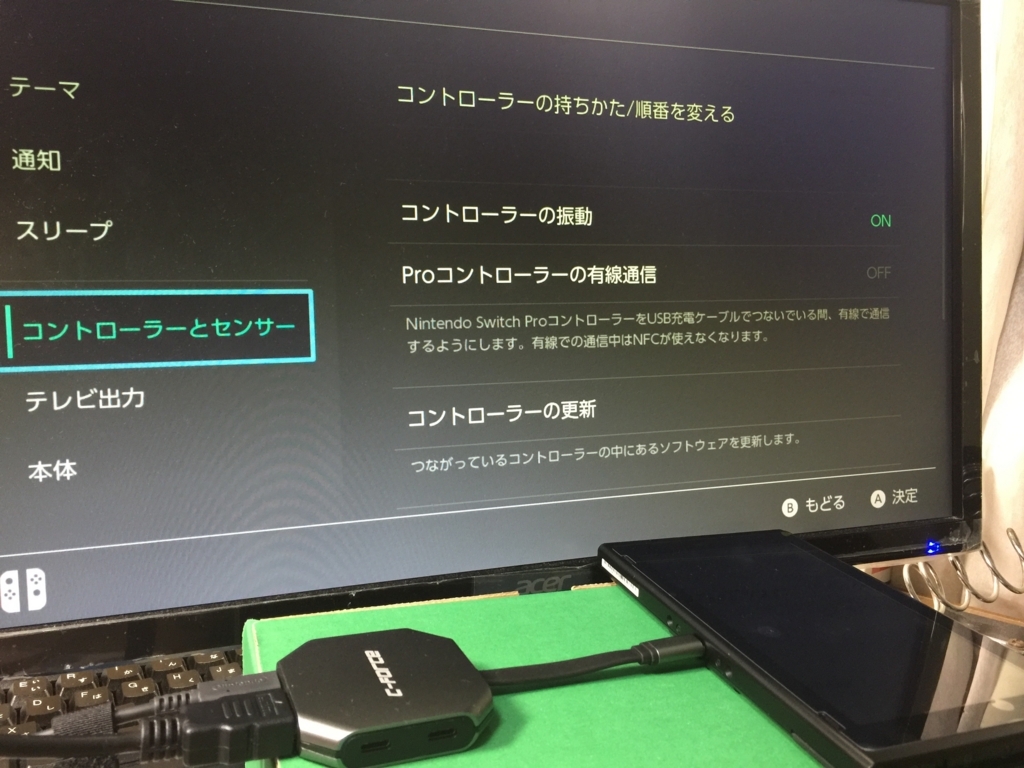 テーマ
通知
スリープ
コントローラーとセンサー
テレビ出力
本体
コントローラーの持ちかた/順番を変える
コントローラーの振動 ON
Proコントローラーの有線通信 OFF
Nintendo Switch ProコントローラーをUSB充電ケーブルでつないでいる間、有線で通信
するようにします。有線での通信中はNFCが使えなくなります。
コントローラーの更新
つながっているコントローラーの中にあるソフトウェアを更新します。
B もどる A 決定
acer
C-FORCE